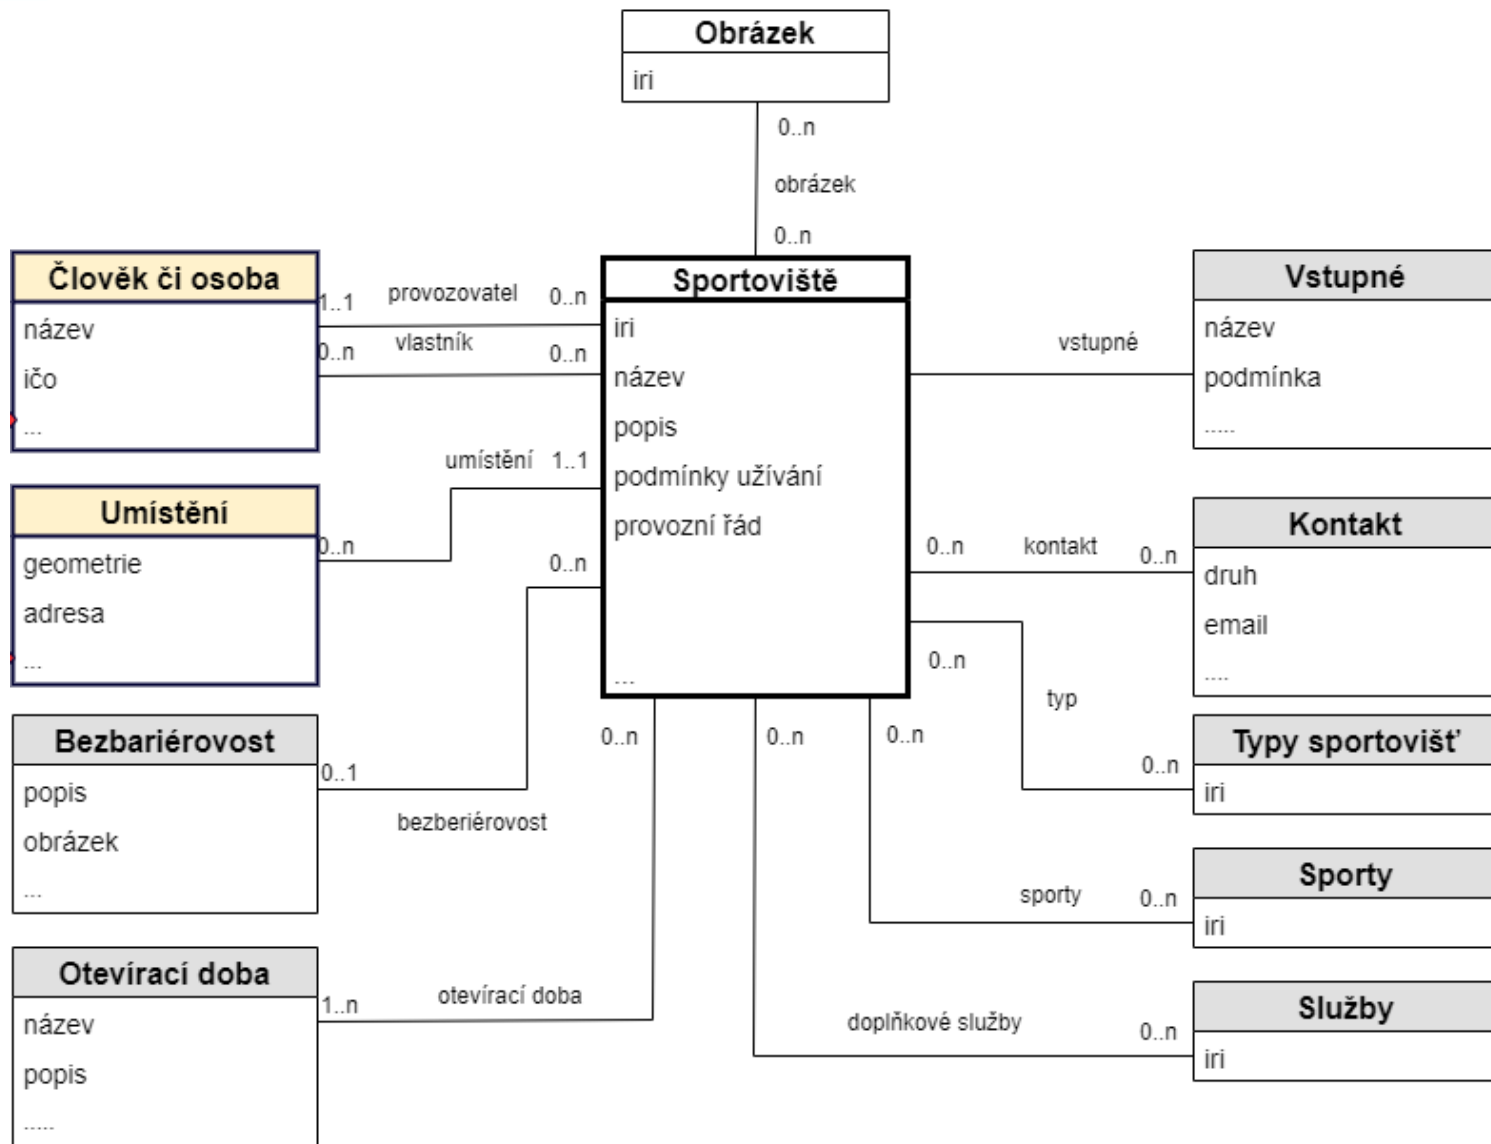 Obrázek
iri
0..n
obrázek
0..n
Člověk či osoba
název
ičo
...
1..1
provozovatel
0..n
0..n
vlastník
0..n
Sportoviště
iri
název
popis
podmínky užívání
provozní řád
...
Vstupné
název
podmínka
.....
vstupné
Umístění
geometrie
adresa
...
umístění
1..1
0..n
Kontakt
druh
email
....
0..n
kontakt
0..n
Bezbariérovost
popis
obrázek
...
0..n
0..1
bezberiérovost
Typy sportovišť
iri
0..n
typ
0..n
Otevírací doba
název
popis
.....
0..n
1..n
otevírací doba
Sporty
iri
0..n
sporty
0..n
Služby
iri
0..n
doplňkové služby
0..n